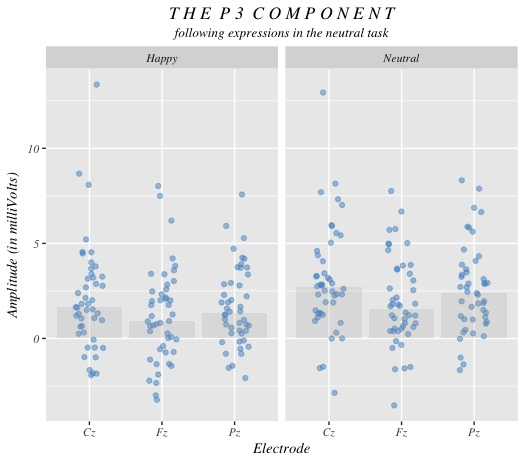 THE P3 COMPONENT
following expressions in the neutral task
Happy
Neutral
Amplitude (in milliVolts)
10
5
0
Cz
Fz
Pz
Cz
Fz
Pz
Electrode